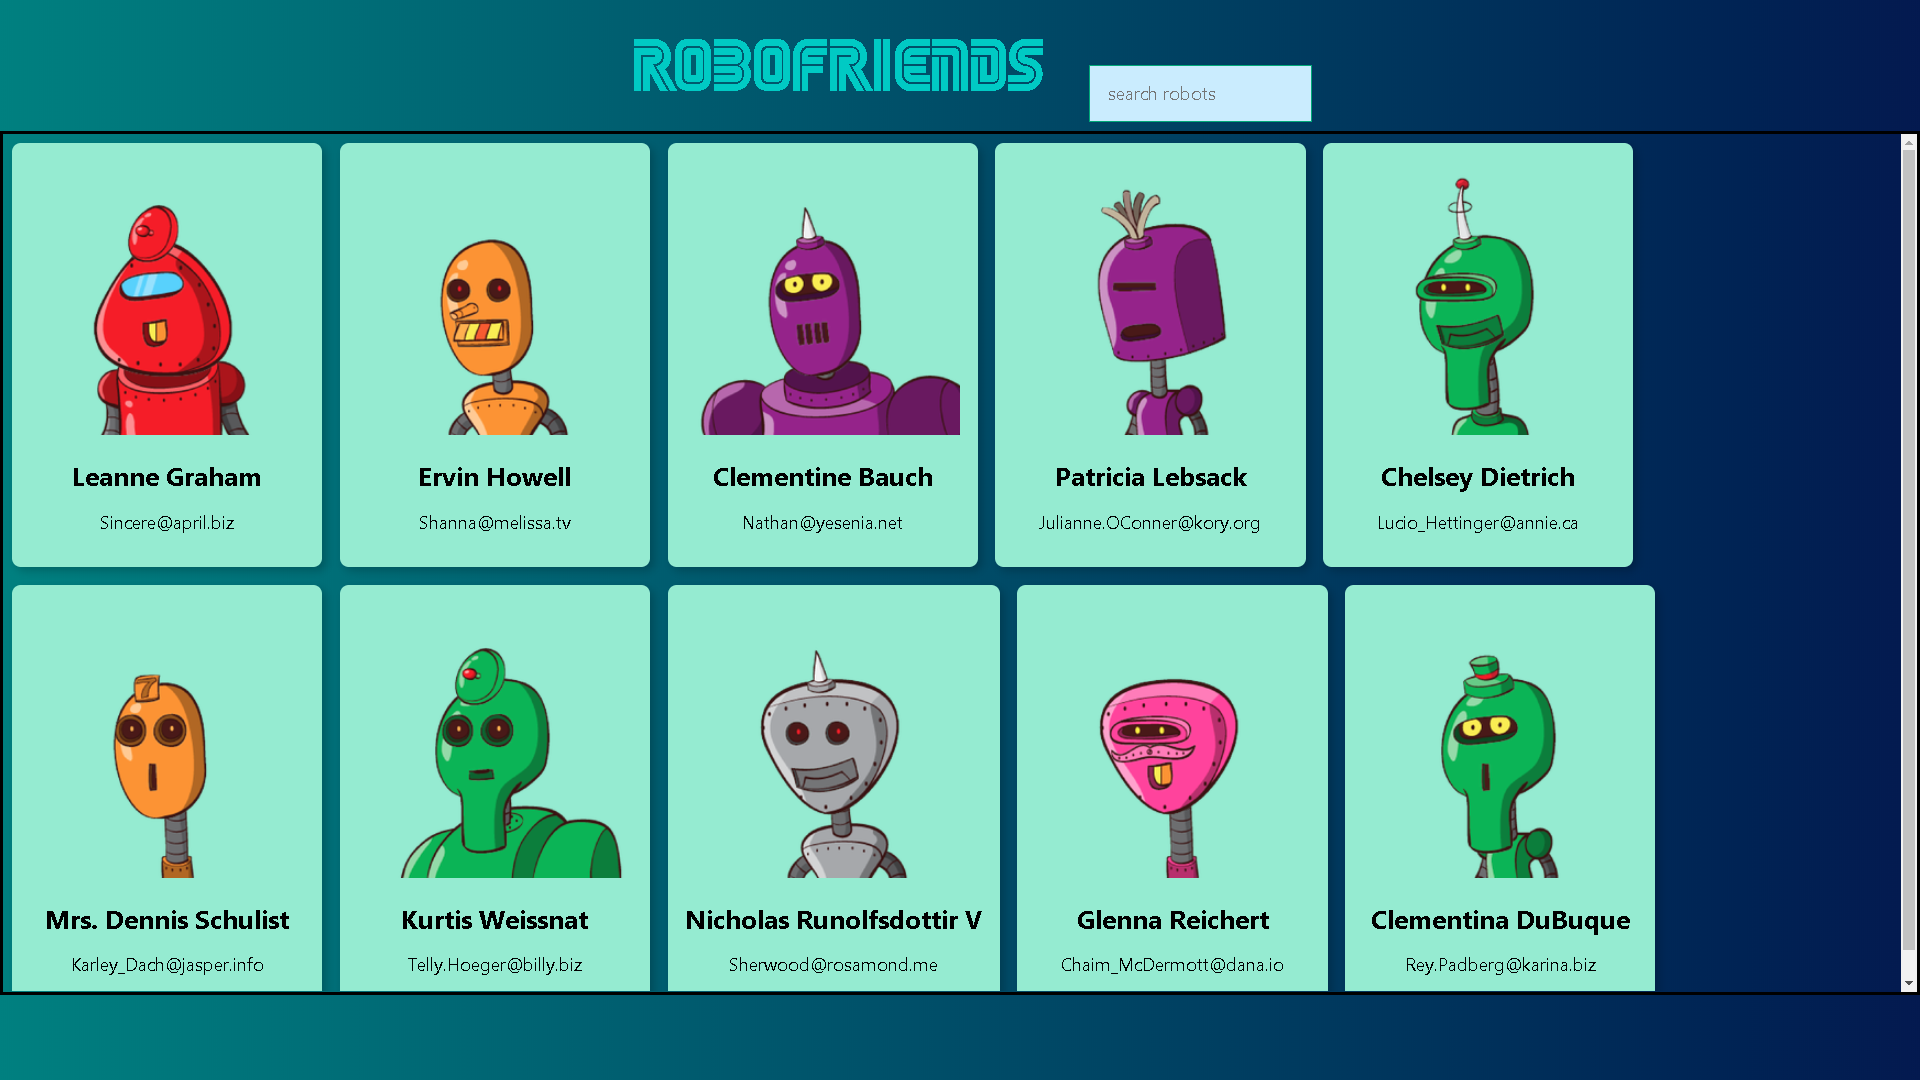 ROBOFRIENDS
search robots
Leanne Graham
Sincere@april.biz
Ervin Howell
Shanna@melissa.tv
Clementine Bauch
Nathan@yesenia.net
Patricia Lebsack
Julianne.OConner@kory.org
Chelsey Dietrich
Lucio_Hettinger@annie.ca
7
Mrs. Dennis Schulist
Karley_Dach@jasper.info
Kurtis Weissnat
Telly.Hoeger@billy.biz
Nicholas Runolfsdottir V
Sherwood@rosamond.me
Glenna Reichert
Chaim_McDermott@dana.io
Clementina DuBuque
Rey.Padberg@karina.biz